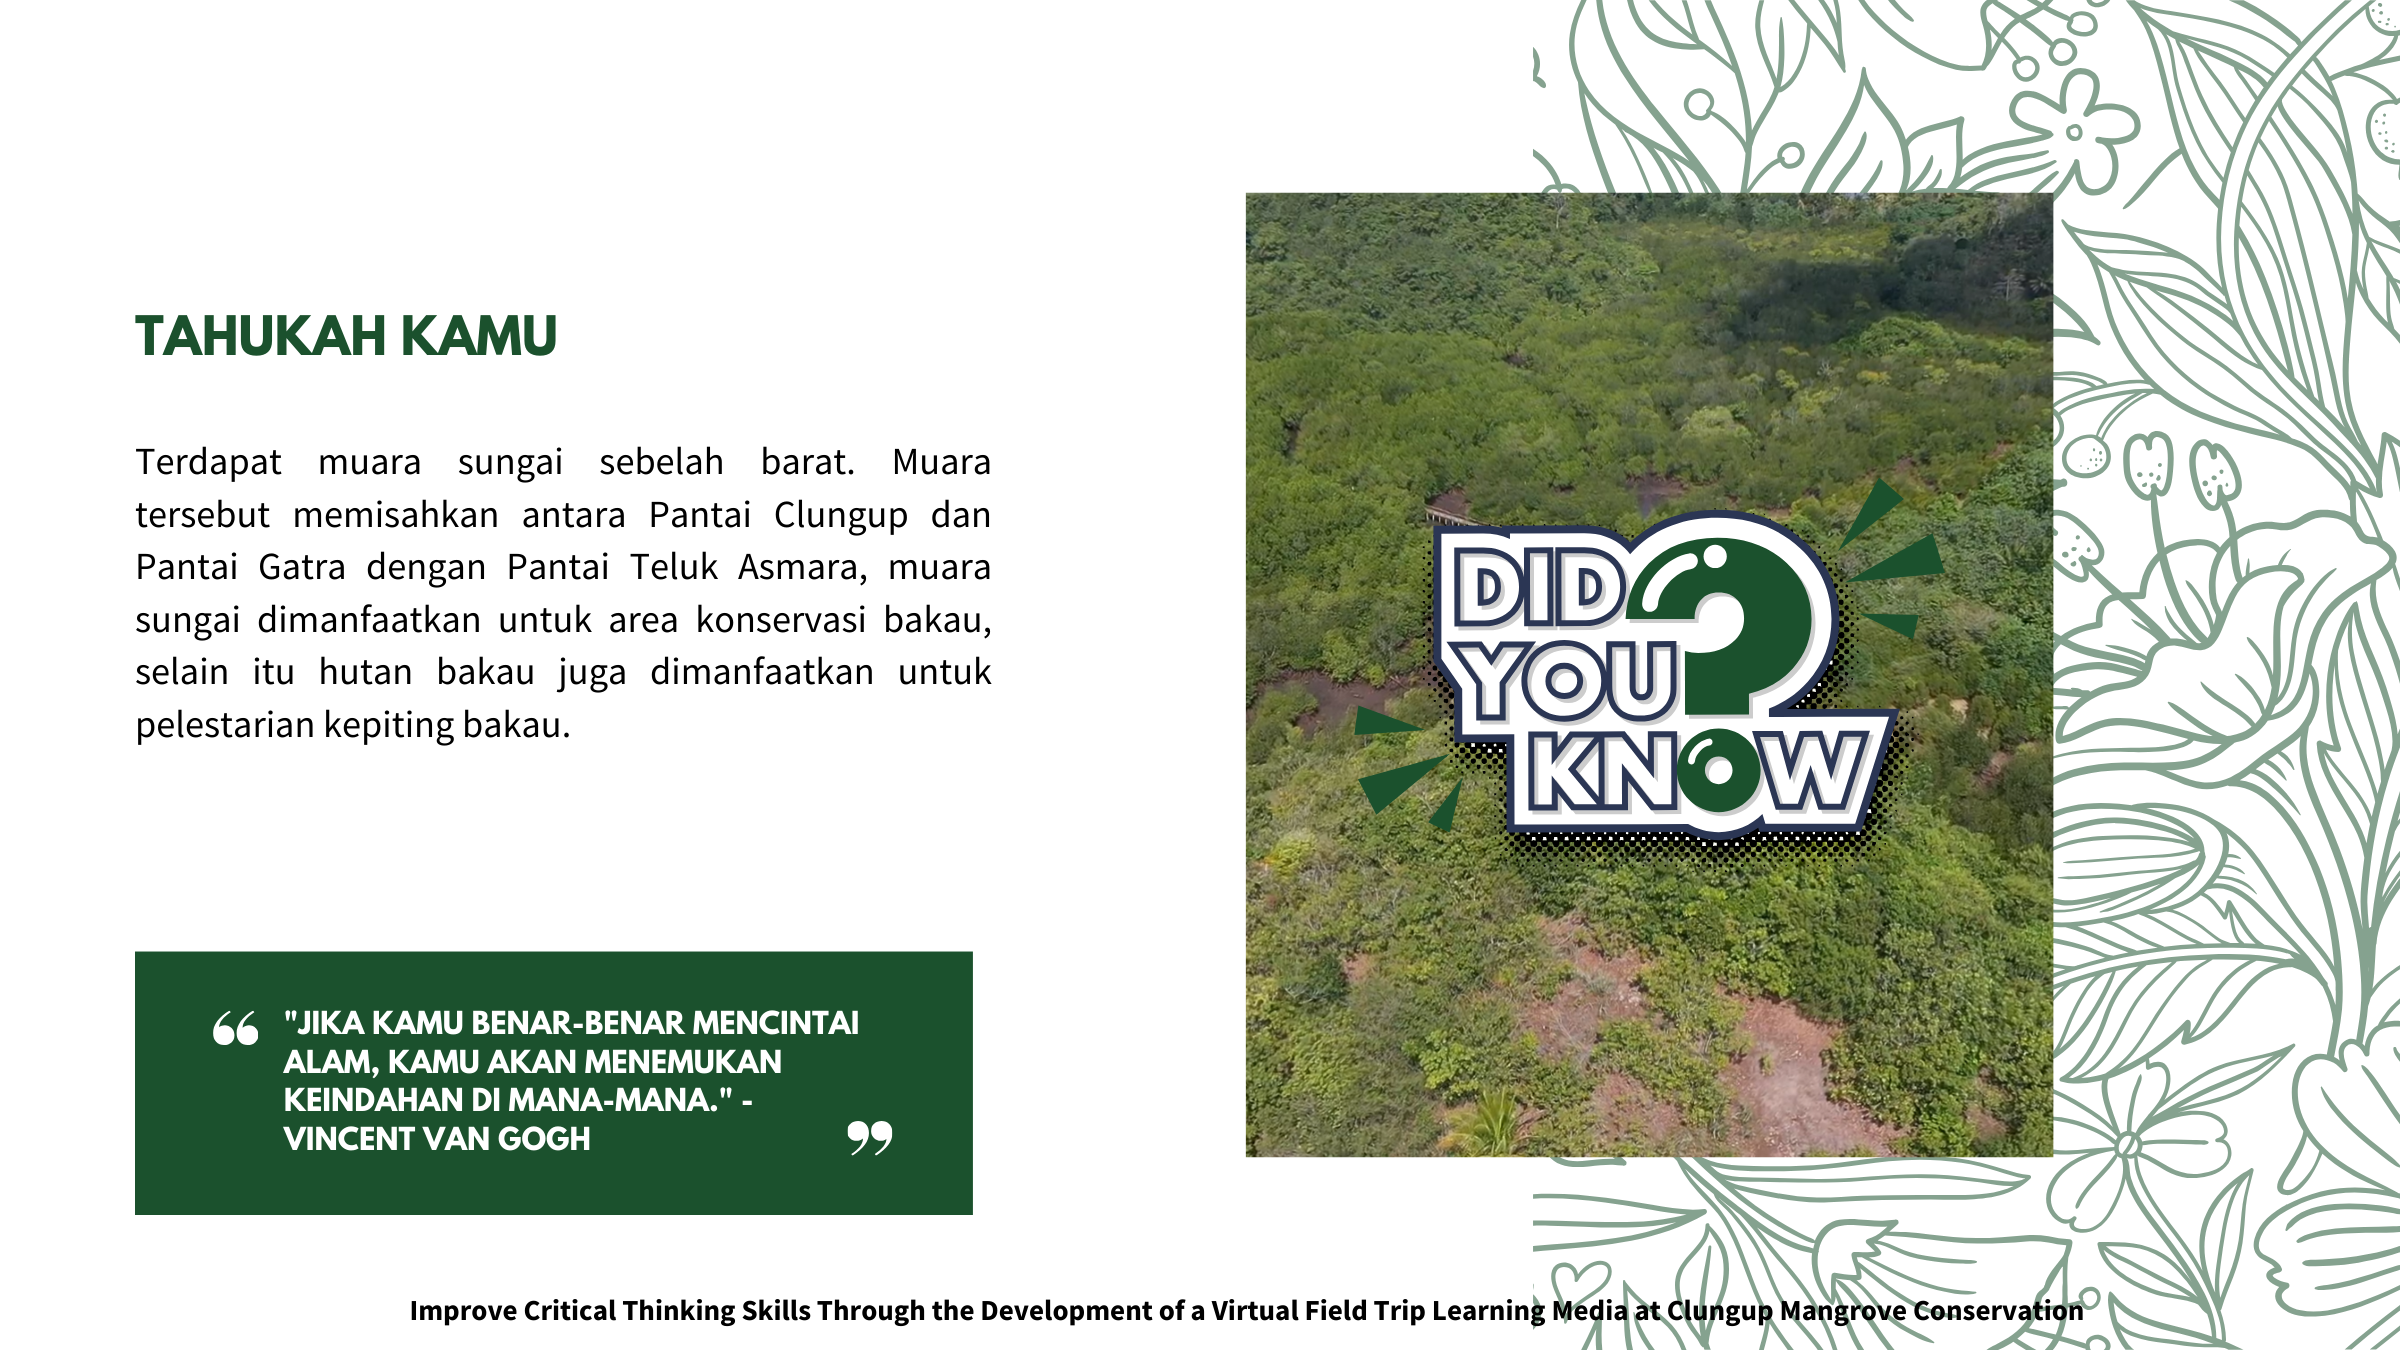 TAHUKAH KAMU
Terdapat muara sungai sebelah barat. Muara
tersebut memisahkan antara Pantai Clungup dan
Pantai Gatra dengan Pantai Teluk Asmara, muara
sungai dimanfaatkan untuk area konservasi bakau,
selain itu hutan bakau juga dimanfaatkan untuk
pelestarian kepiting bakau.
DID
YOU
KNOW
?
❝ "JIKA KAMU BENAR-BENAR MENCINTAI
ALAM, KAMU AKAN MENEMUKAN
KEINDAHAN DI MANA-MANA." -
VINCENT VAN GOGH ❞
Improve Critical Thinking Skills Through the Development of a Virtual Field Trip Learning Media at Clungup Mangrove Conservation